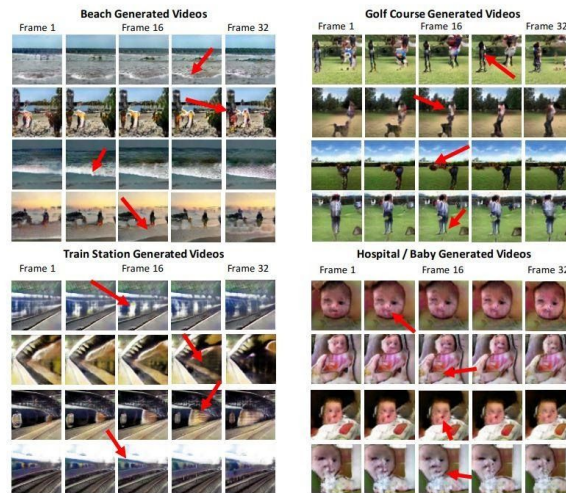 Beach Generated Videos
Frame 1 Frame 16 Frame 32
Golf Course Generated Videos
Frame 1 Frame 16 Frame 32
Train Station Generated Videos
Frame 1 Frame 16 Frame 32
Hospital / Baby Generated Videos
Frame 1 Frame 16 Frame 32